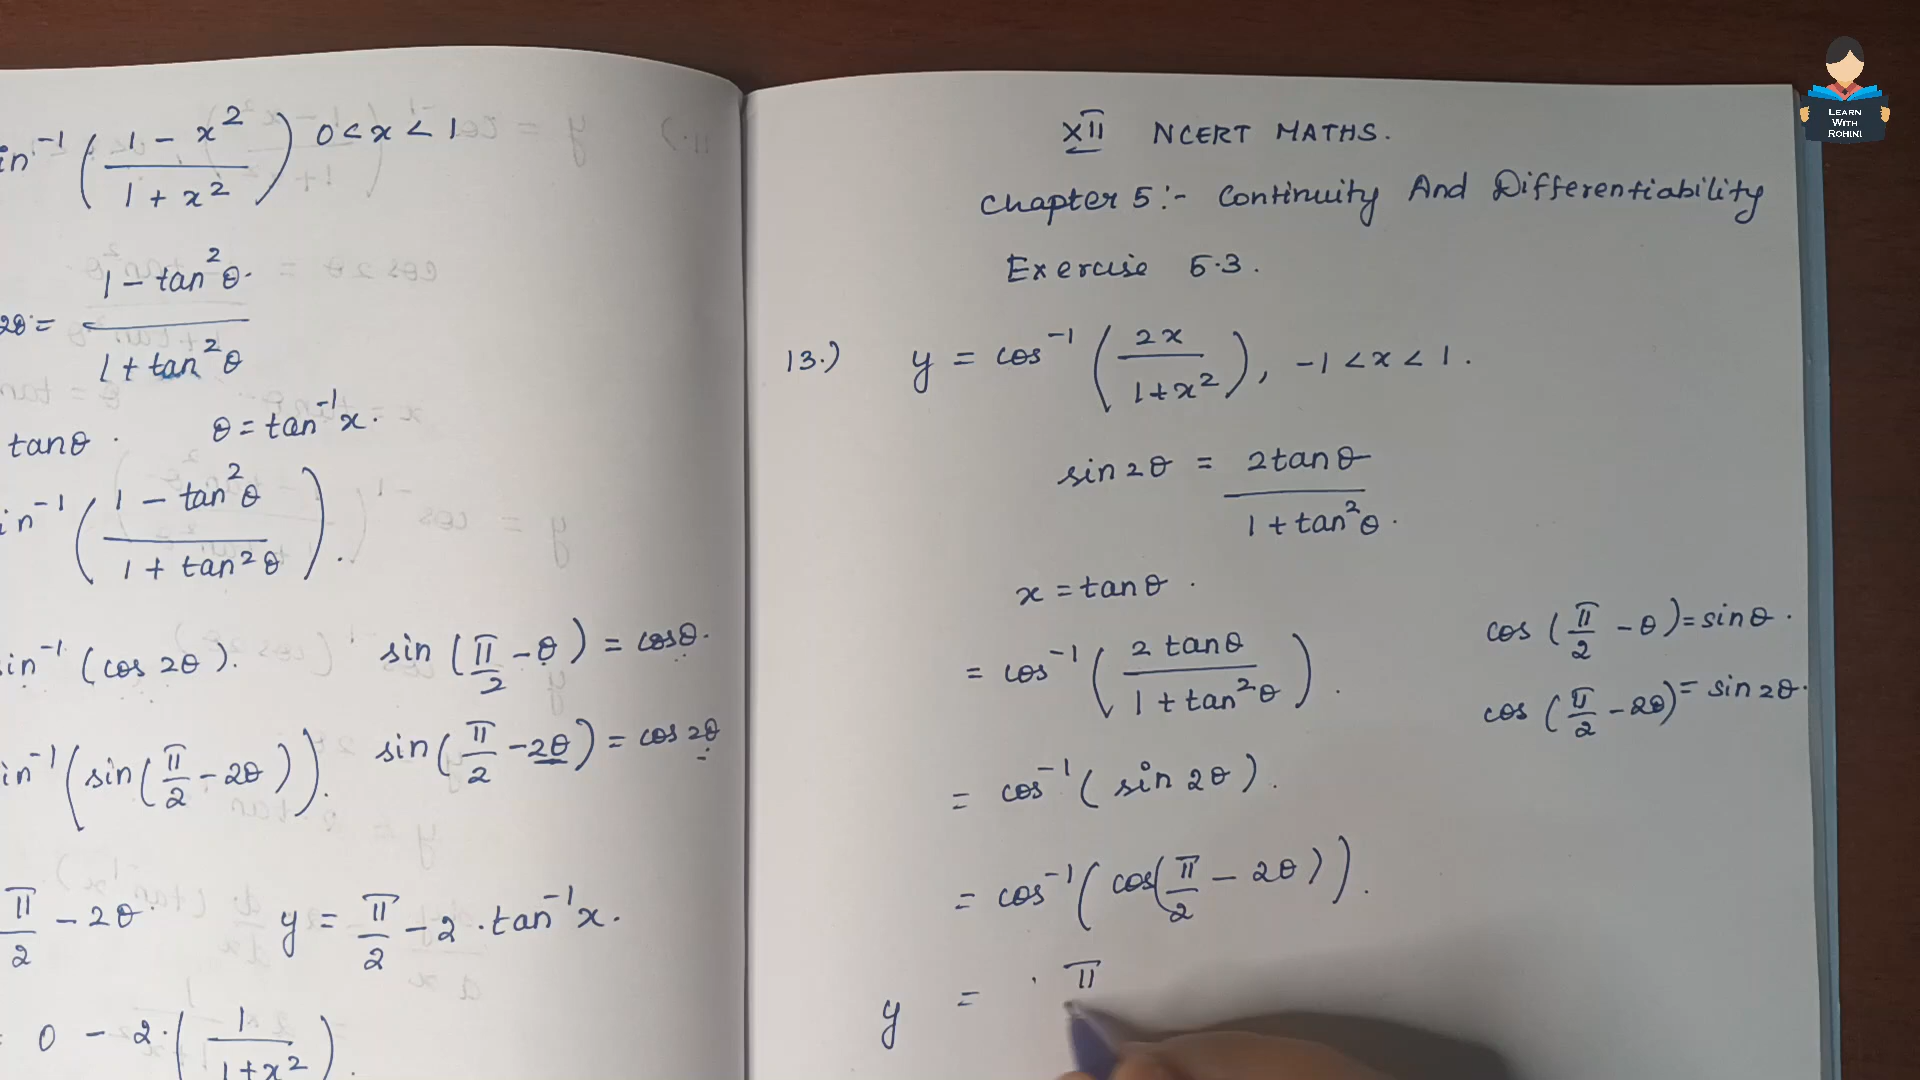 in⁻¹ ( (1 - x²) / (1 + x²) ) 0 < x < 1
2θ = (1 - tan²θ) / (1 + tan²θ)
tanθ. θ = tan⁻¹x.
in⁻¹ ( (1 - tan²θ) / (1 + tan²θ) ).
in⁻¹ (cos 2θ). sin (π/2 - θ) = cosθ.
in⁻¹ (sin (π/2 - 2θ)). sin (π/2 - 2θ) = cos 2θ
π/2 - 2θ. y = π/2 - 2 · tan⁻¹x.
= 0 - 2 · (1 / (1+x²)).
XII NCERT MATHS.
Chapter 5 :- Continuity And Differentiability
Exercise 5.3.
13.) y = cos⁻¹ ( 2x / (1+x²) ), -1 < x < 1.
sin 2θ = 2tanθ / (1 + tan²θ).
x = tanθ.
= cos⁻¹ ( 2 tanθ / (1 + tan²θ) ). cos (π/2 - θ) = sinθ.
cos (π/2 - 2θ) = sin 2θ.
= cos⁻¹ ( sin 2θ ).
= cos⁻¹ ( cos (π/2 - 2θ) ).
y = π
LEARN
WITH
ROHINI